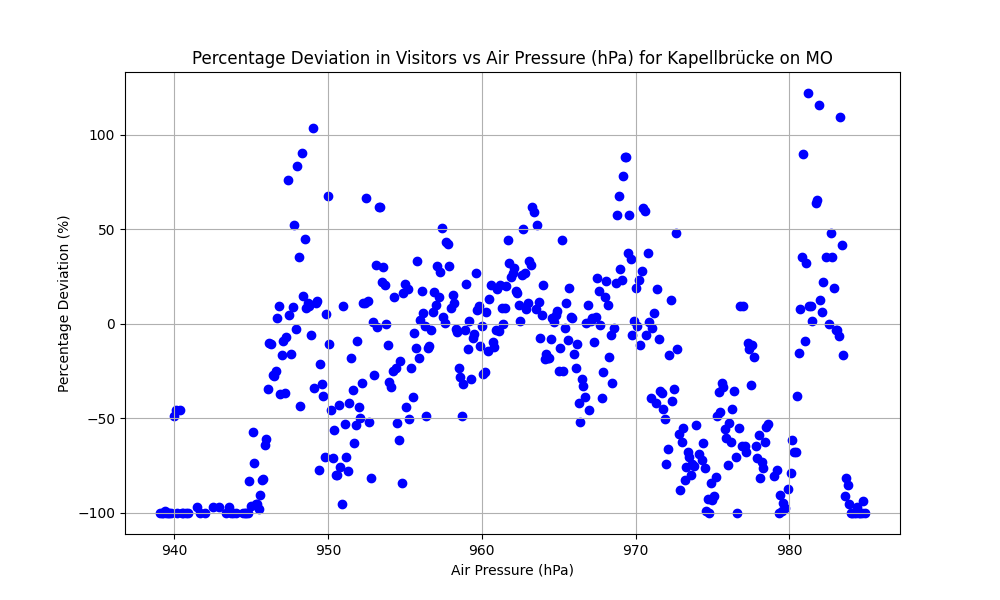 Percentage Deviation in Visitors vs Air Pressure (hPa) for Kapellbrücke on MO
Percentage Deviation (%)
100
50
0
−50
−100
940 950 960 970 980
Air Pressure (hPa)